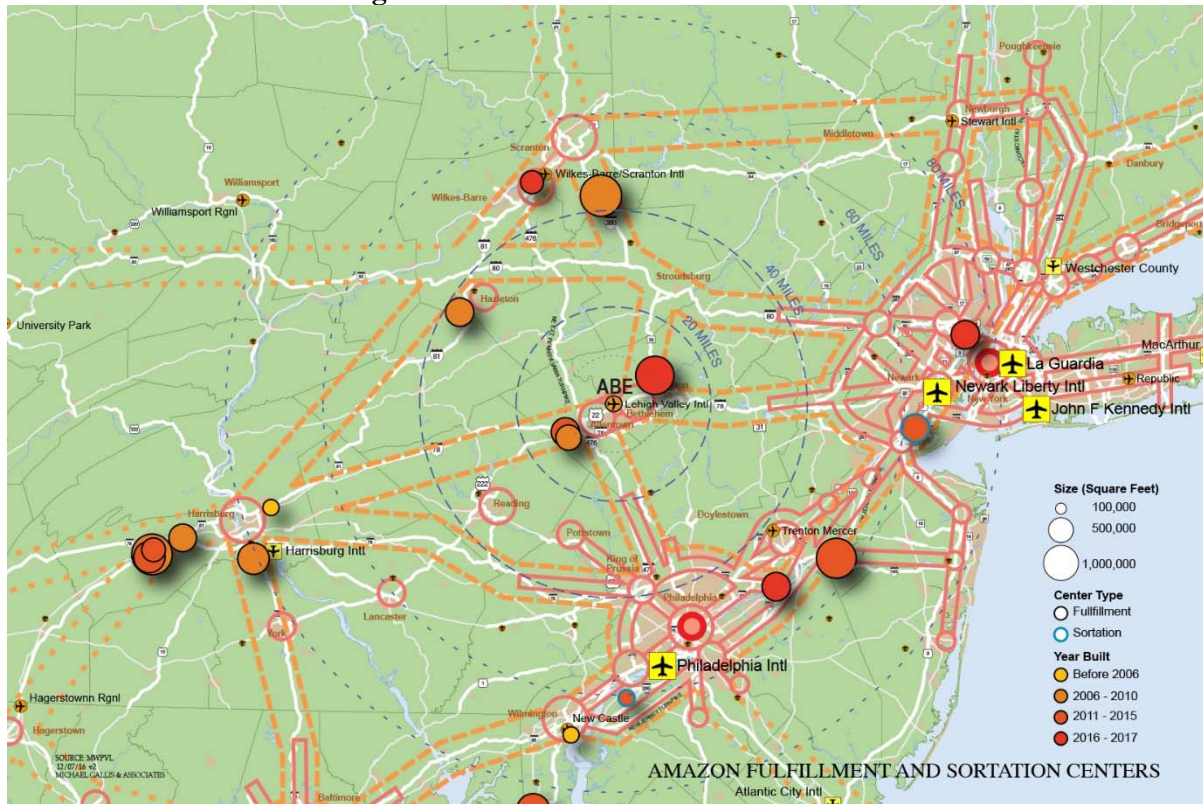 Poughkeepsie
Newburgh
Stewart Intl
Middletown
Danbury
Scranton
Wilkes-Barre/Scranton Intl
Wilkes-Barre
Williamsport
Williamsport Rgnl
80 MILES
60 MILES
40 MILES
20 MILES
Bridgeport
Westchester County
Stroudsburg
Hazleton
University Park
MacArthur
La Guardia
Republic
Newark
Newark Liberty Intl
New York
John F Kennedy Intl
ABE
Lehigh Valley Intl
Bethlehem
Allentown
Reading
Pottstown
Doylestown
Harrisburg
Harrisburg Intl
Trenton Mercer
King of
Prussia
Philadelphia
Lancaster
York
Philadelphia Intl
Hagerstownn Rgnl
Hagerstown
Wilmington
New Castle
NEW JERSEY TURNPIKE
Baltimore
Atlantic City Intl
Size (Square Feet)
100,000
500,000
1,000,000
Center Type
Fullfillment
Sortation
Year Built
Before 2006
2006 - 2010
2011 - 2015
2016 - 2017
SOURCE: MWPVL
12/07/16 v2
MICHAEL GALLIS & ASSOCIATES
AMAZON FULFILLMENT AND SORTATION CENTERS